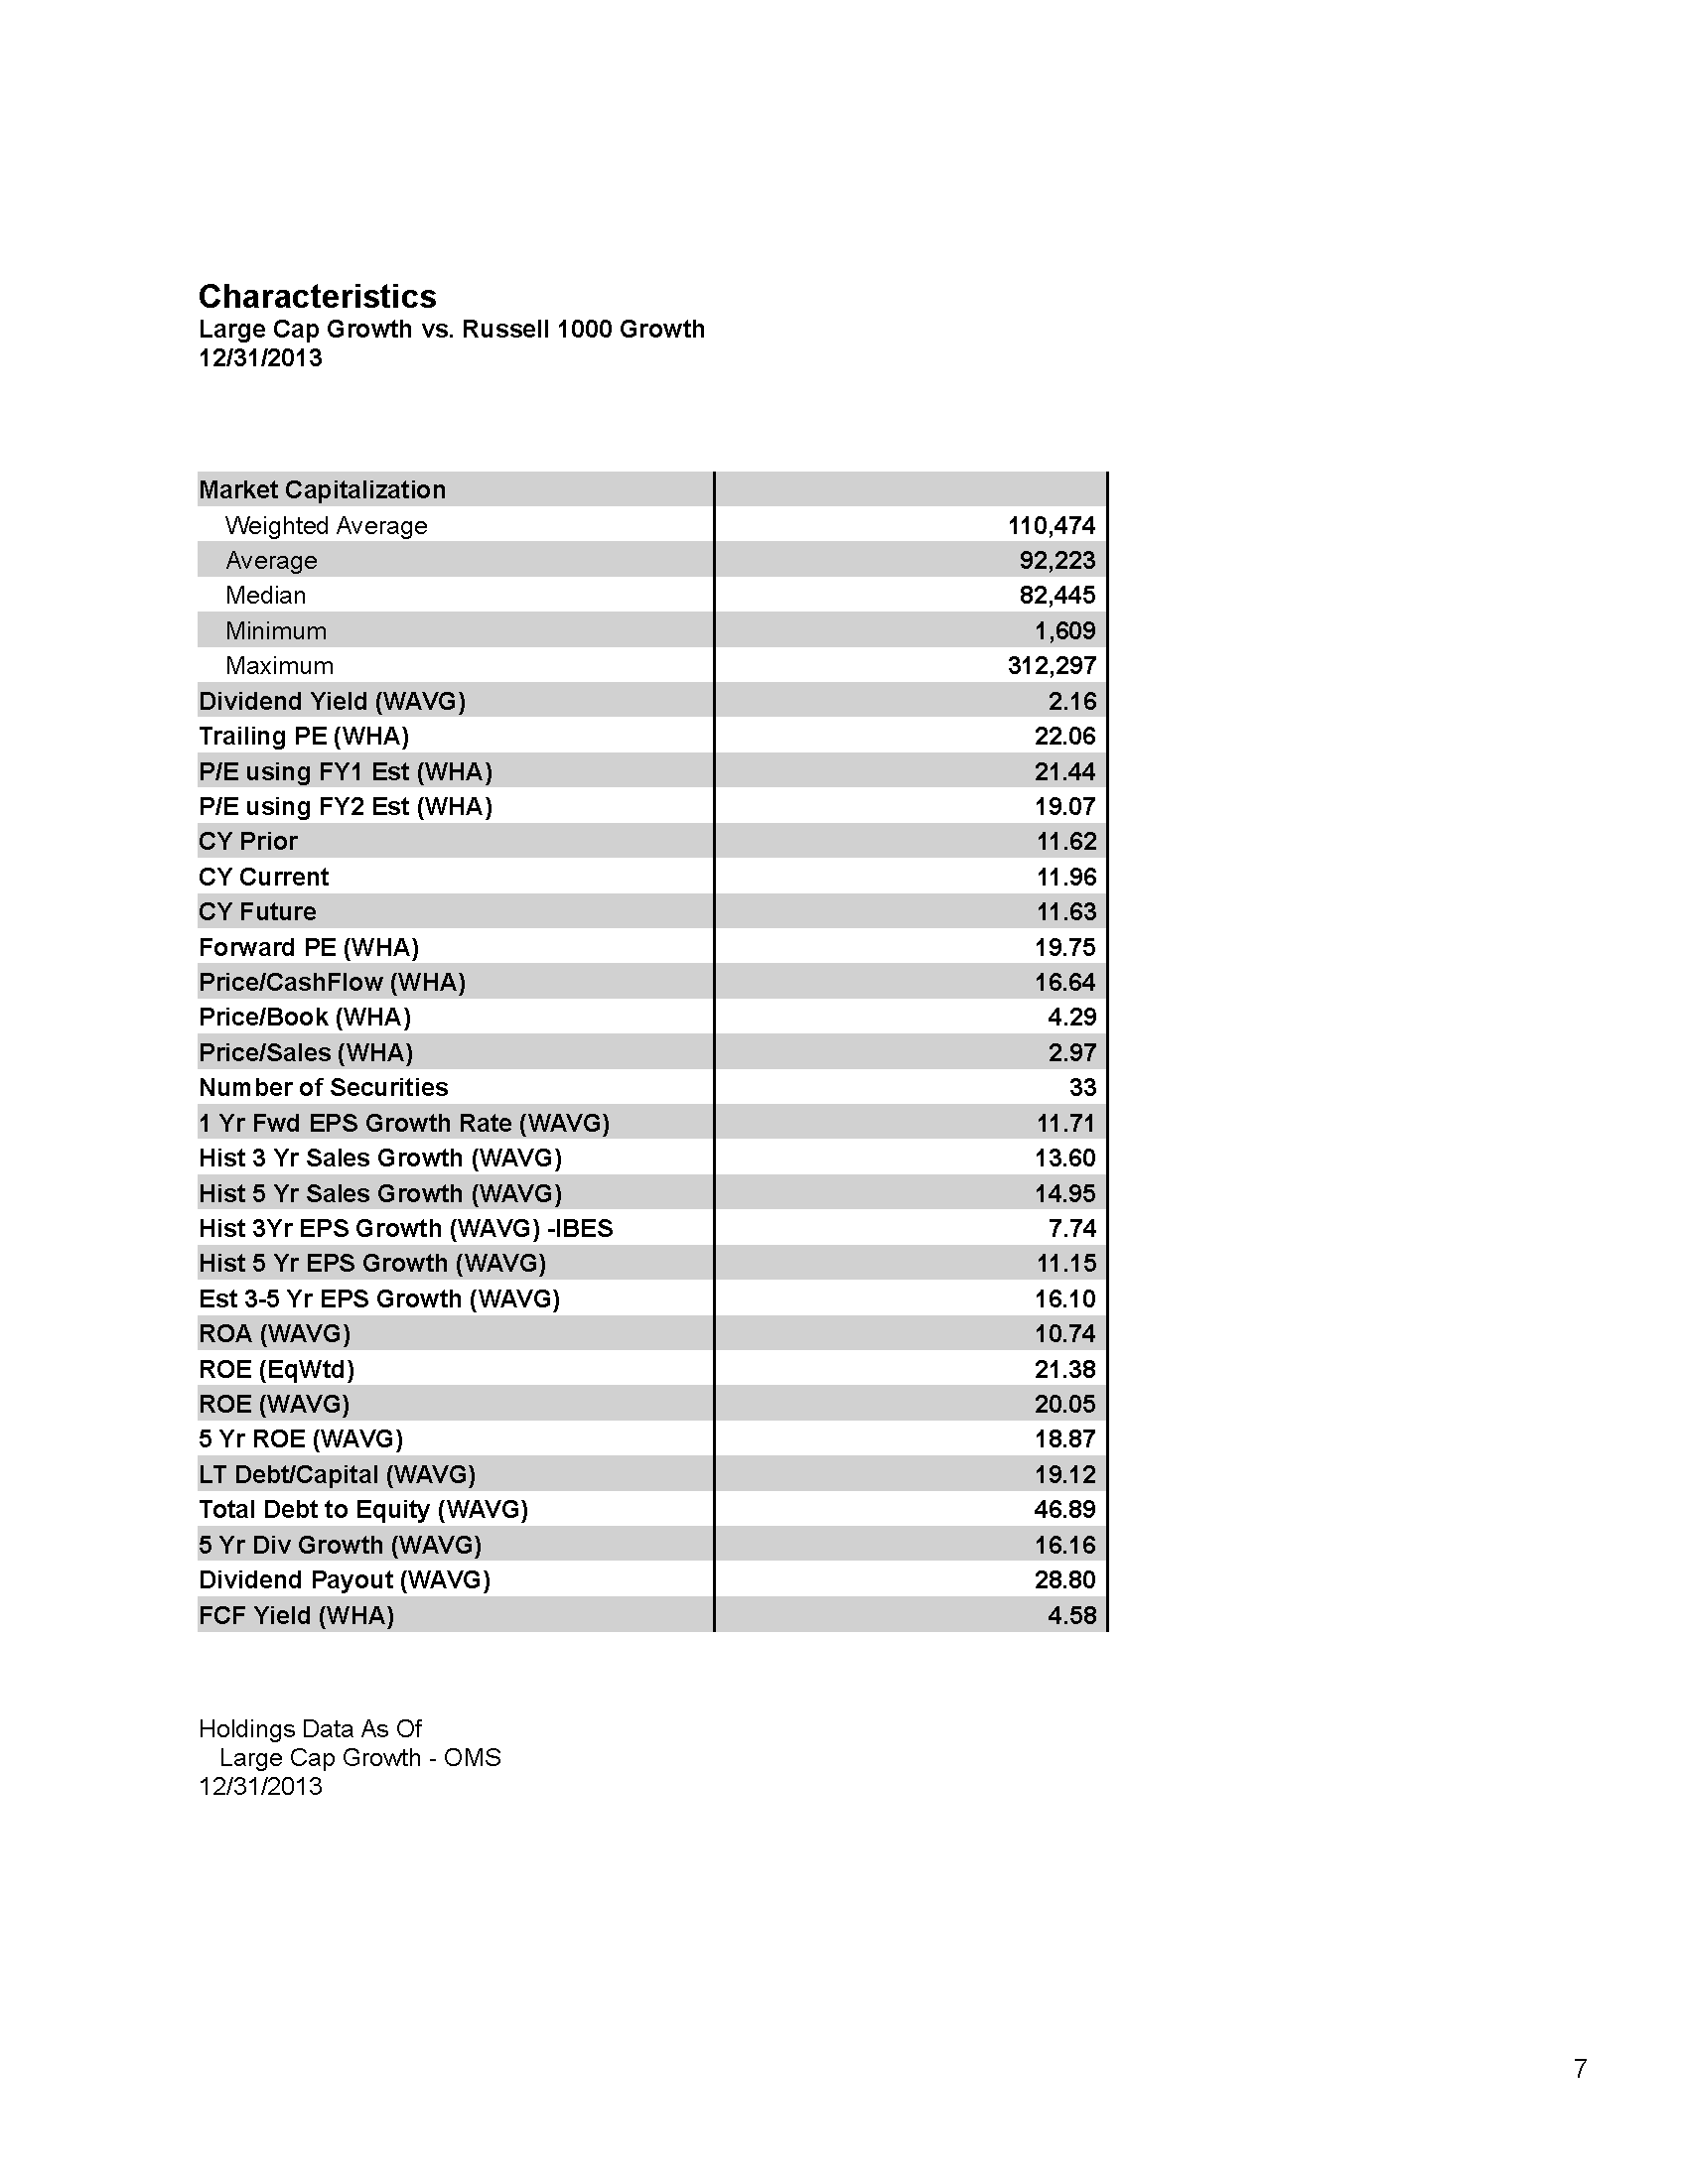 Characteristics
Large Cap Growth vs. Russell 1000 Growth
12/31/2013
Market Capitalization
Weighted Average 110,474
Average 92,223
Median 82,445
Minimum 1,609
Maximum 312,297
Dividend Yield (WAVG) 2.16
Trailing PE (WHA) 22.06
P/E using FY1 Est (WHA) 21.44
P/E using FY2 Est (WHA) 19.07
CY Prior 11.62
CY Current 11.96
CY Future 11.63
Forward PE (WHA) 19.75
Price/CashFlow (WHA) 16.64
Price/Book (WHA) 4.29
Price/Sales (WHA) 2.97
Number of Securities 33
1 Yr Fwd EPS Growth Rate (WAVG) 11.71
Hist 3 Yr Sales Growth (WAVG) 13.60
Hist 5 Yr Sales Growth (WAVG) 14.95
Hist 3Yr EPS Growth (WAVG) -IBES 7.74
Hist 5 Yr EPS Growth (WAVG) 11.15
Est 3-5 Yr EPS Growth (WAVG) 16.10
ROA (WAVG) 10.74
ROE (EqWtd) 21.38
ROE (WAVG) 20.05
5 Yr ROE (WAVG) 18.87
LT Debt/Capital (WAVG) 19.12
Total Debt to Equity (WAVG) 46.89
5 Yr Div Growth (WAVG) 16.16
Dividend Payout (WAVG) 28.80
FCF Yield (WHA) 4.58
Holdings Data As Of
Large Cap Growth - OMS
12/31/2013
7